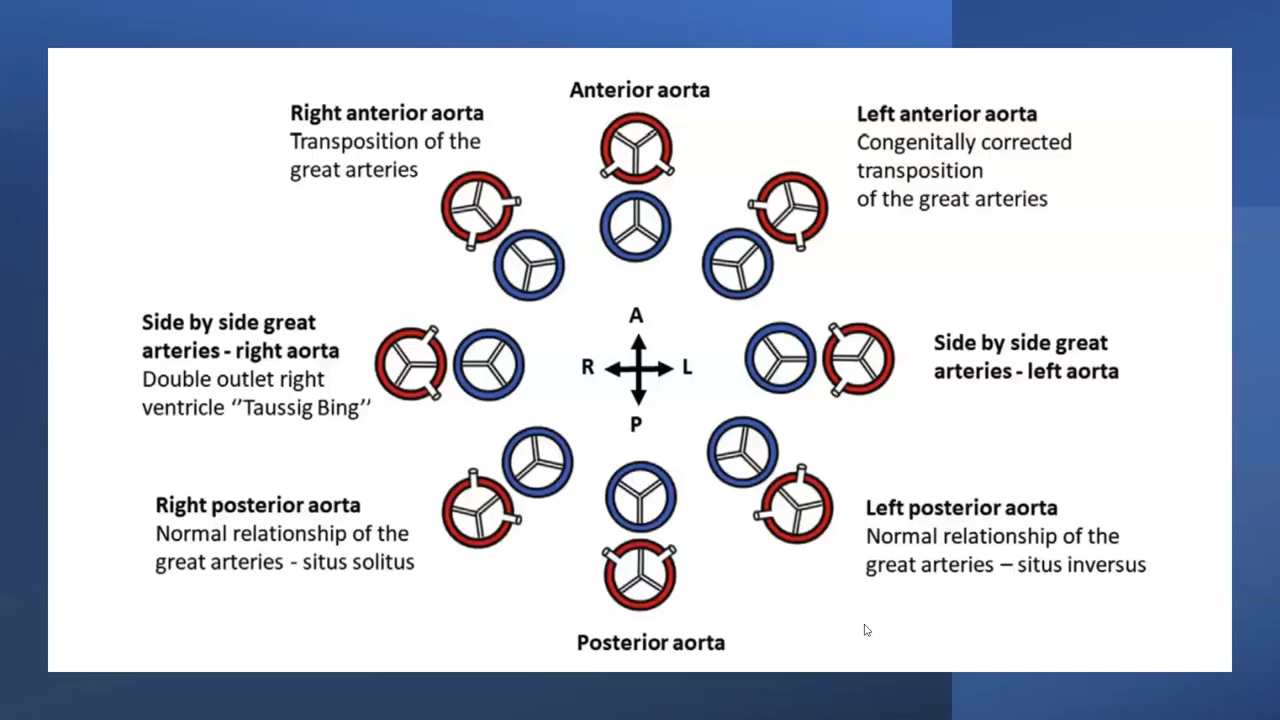 Anterior aorta
Right anterior aorta
Transposition of the
great arteries
Left anterior aorta
Congenitally corrected
transposition
of the great arteries
Side by side great
arteries - right aorta
Double outlet right
ventricle ‘’Taussig Bing’’
A
R
L
P
Side by side great
arteries - left aorta
Right posterior aorta
Normal relationship of the
great arteries - situs solitus
Left posterior aorta
Normal relationship of the
great arteries – situs inversus
Posterior aorta